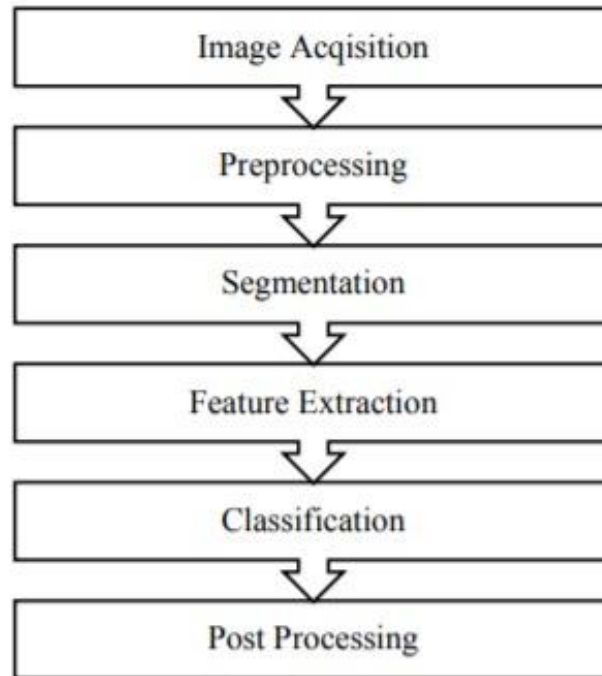 Image Acqisition
Preprocessing
Segmentation
Feature Extraction
Classification
Post Processing